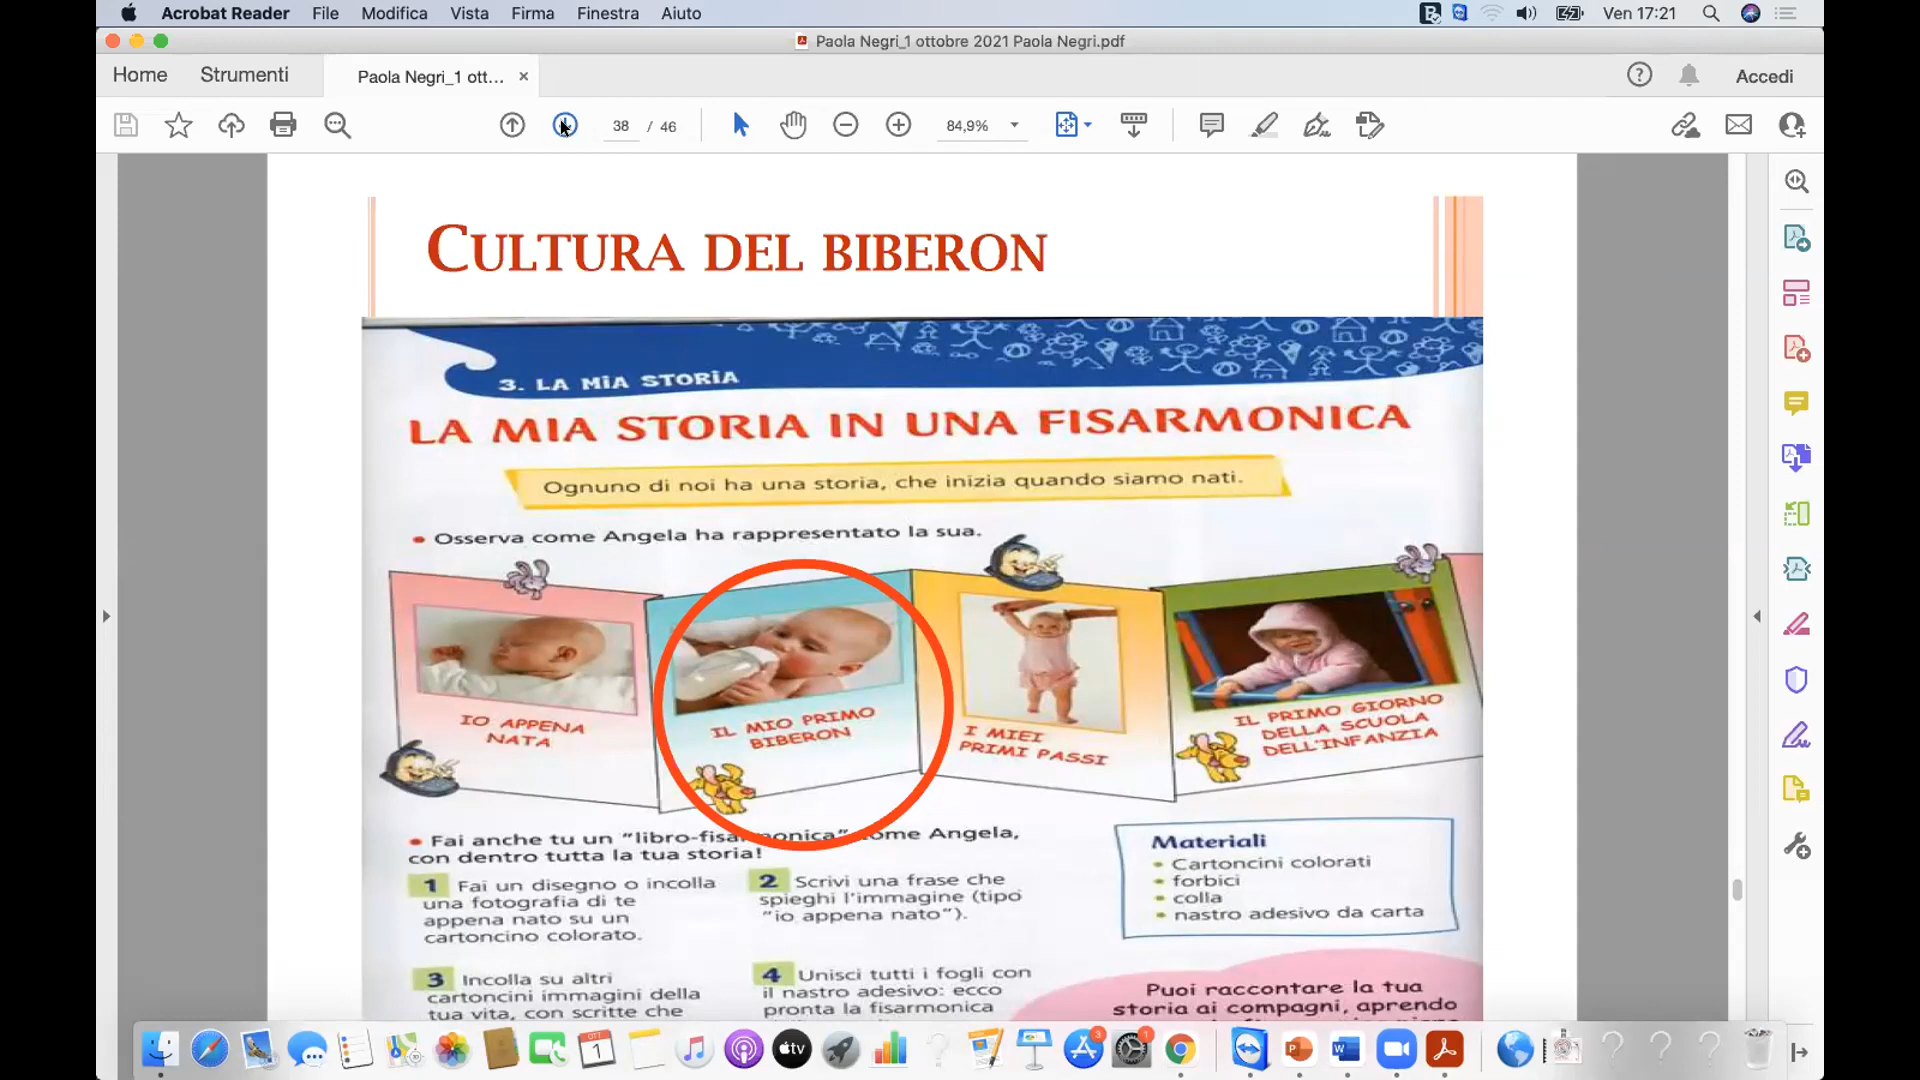 Acrobat Reader File Modifica Vista Firma Finestra Aiuto Ven 17:21
Paola Negri_1 ottobre 2021 Paola Negri.pdf
Home Strumenti Paola Negri_1 ott... × Accedi
38 / 46 84,9%
CULTURA DEL BIBERON
3. LA MiA STORiA
LA MIA STORIA IN UNA FISARMONICA
Ognuno di noi ha una storia, che inizia quando siamo nati.
• Osserva come Angela ha rappresentato la sua.
IO APPENA
NATA
IL MIO PRIMO
BIBERON
I MIEI
PRIMI PASSI
IL PRIMO GIORNO
DELLA SCUOLA
DELL'INFANZIA
• Fai anche tu un "libro-fisarmonica" come Angela,
con dentro tutta la tua storia!
1 Fai un disegno o incolla
una fotografia di te
appena nato su un
cartoncino colorato.
2 Scrivi una frase che
spieghi l'immagine (tipo
"io appena nato").
3 Incolla su altri
cartoncini immagini della
tua vita, con scritte che
4 Unisci tutti i fogli con
il nastro adesivo: ecco
pronta la fisarmonica
Materiali
• Cartoncini colorati
• forbici
• colla
• nastro adesivo da carta
Puoi raccontare la tua
storia ai compagni, aprendo
OTT
1
tv
3
1